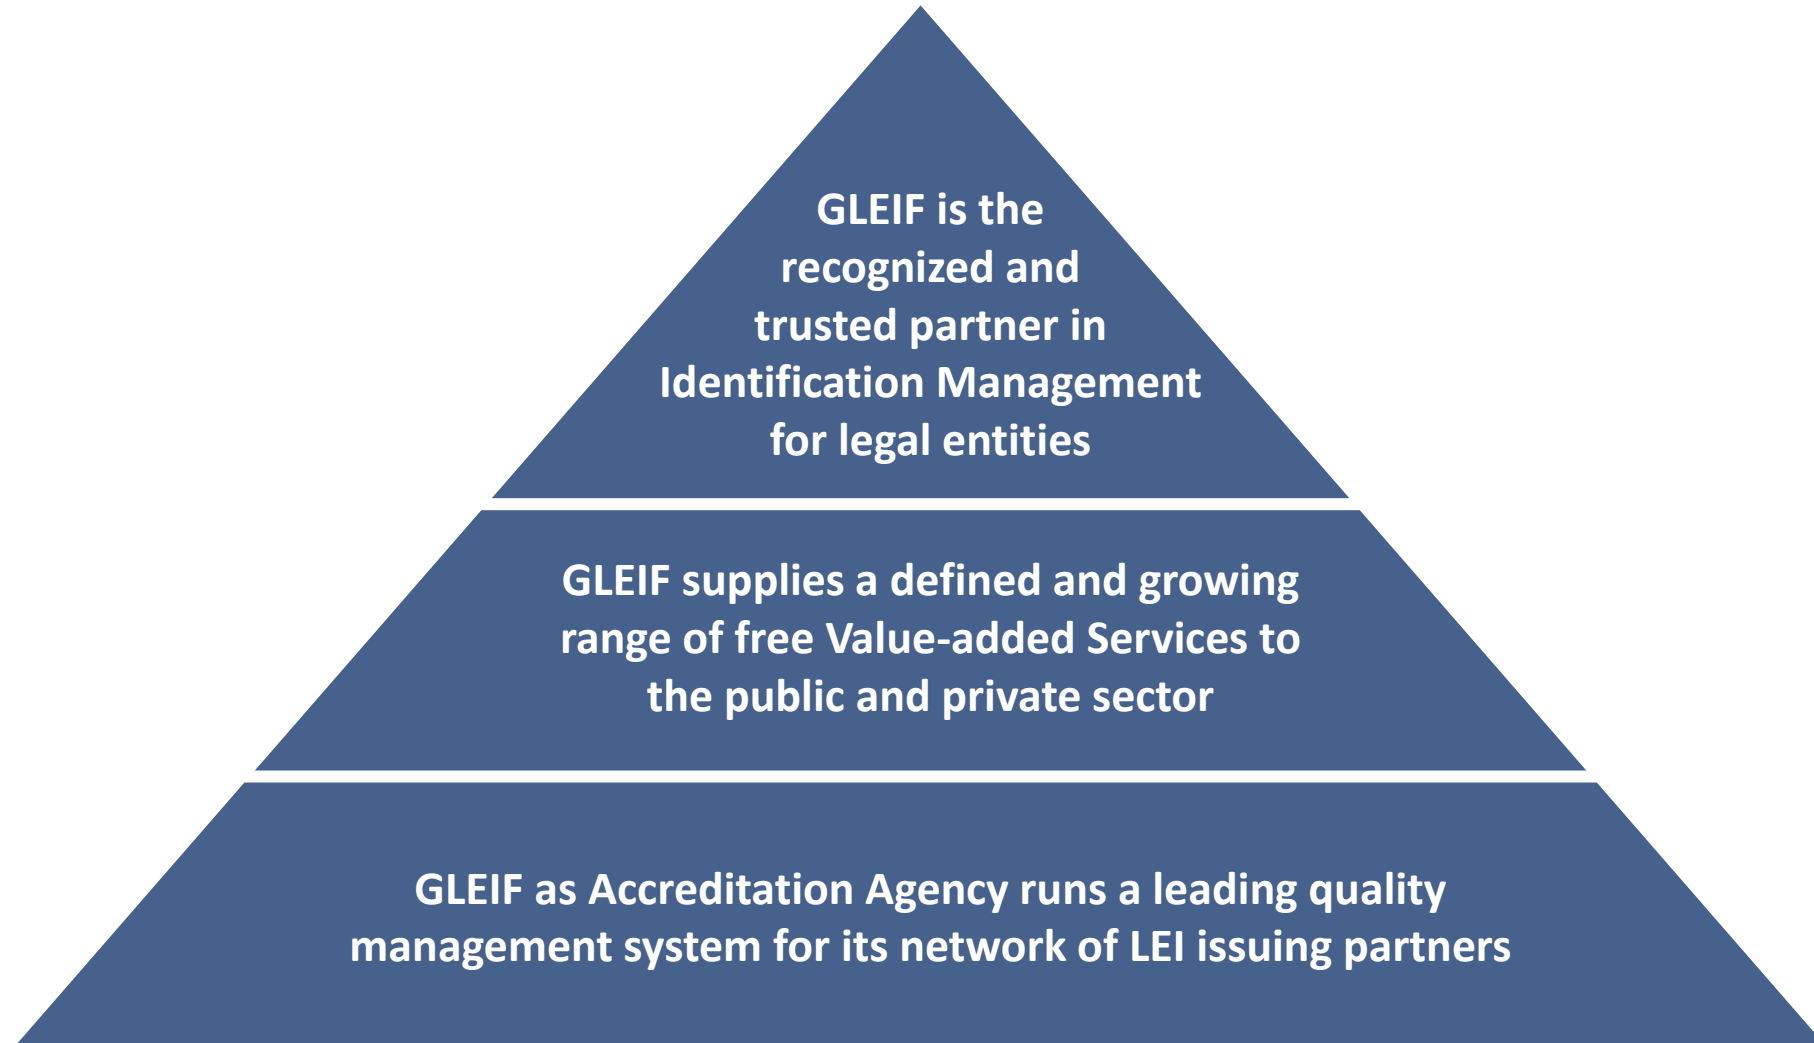 GLEIF is the
recognized and
trusted partner in
Identification Management
for legal entities
GLEIF supplies a defined and growing
range of free Value-added Services to
the public and private sector
GLEIF as Accreditation Agency runs a leading quality
management system for its network of LEI issuing partners